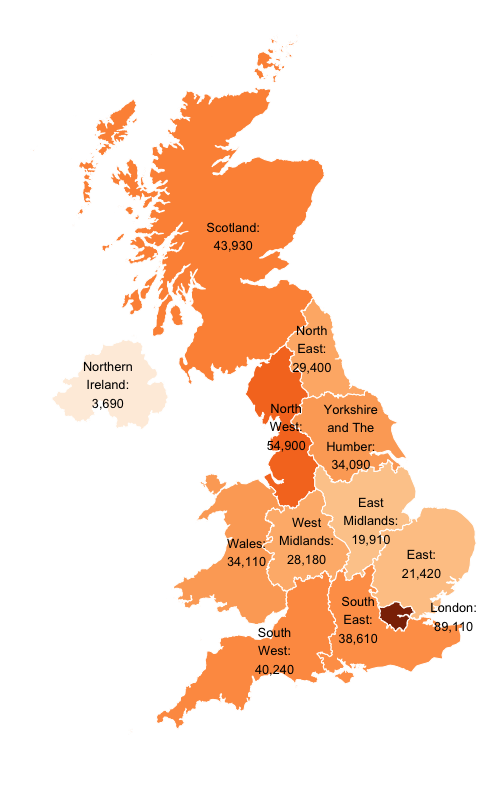 Scotland:
43,930
North
East:
29,400
Northern
Ireland:
3,690
North
West:
54,900
Yorkshire
and The
Humber:
34,090
East
Midlands:
19,910
West
Midlands:
28,180
Wales:
34,110
East:
21,420
London:
89,110
South
East:
38,610
South
West:
40,240